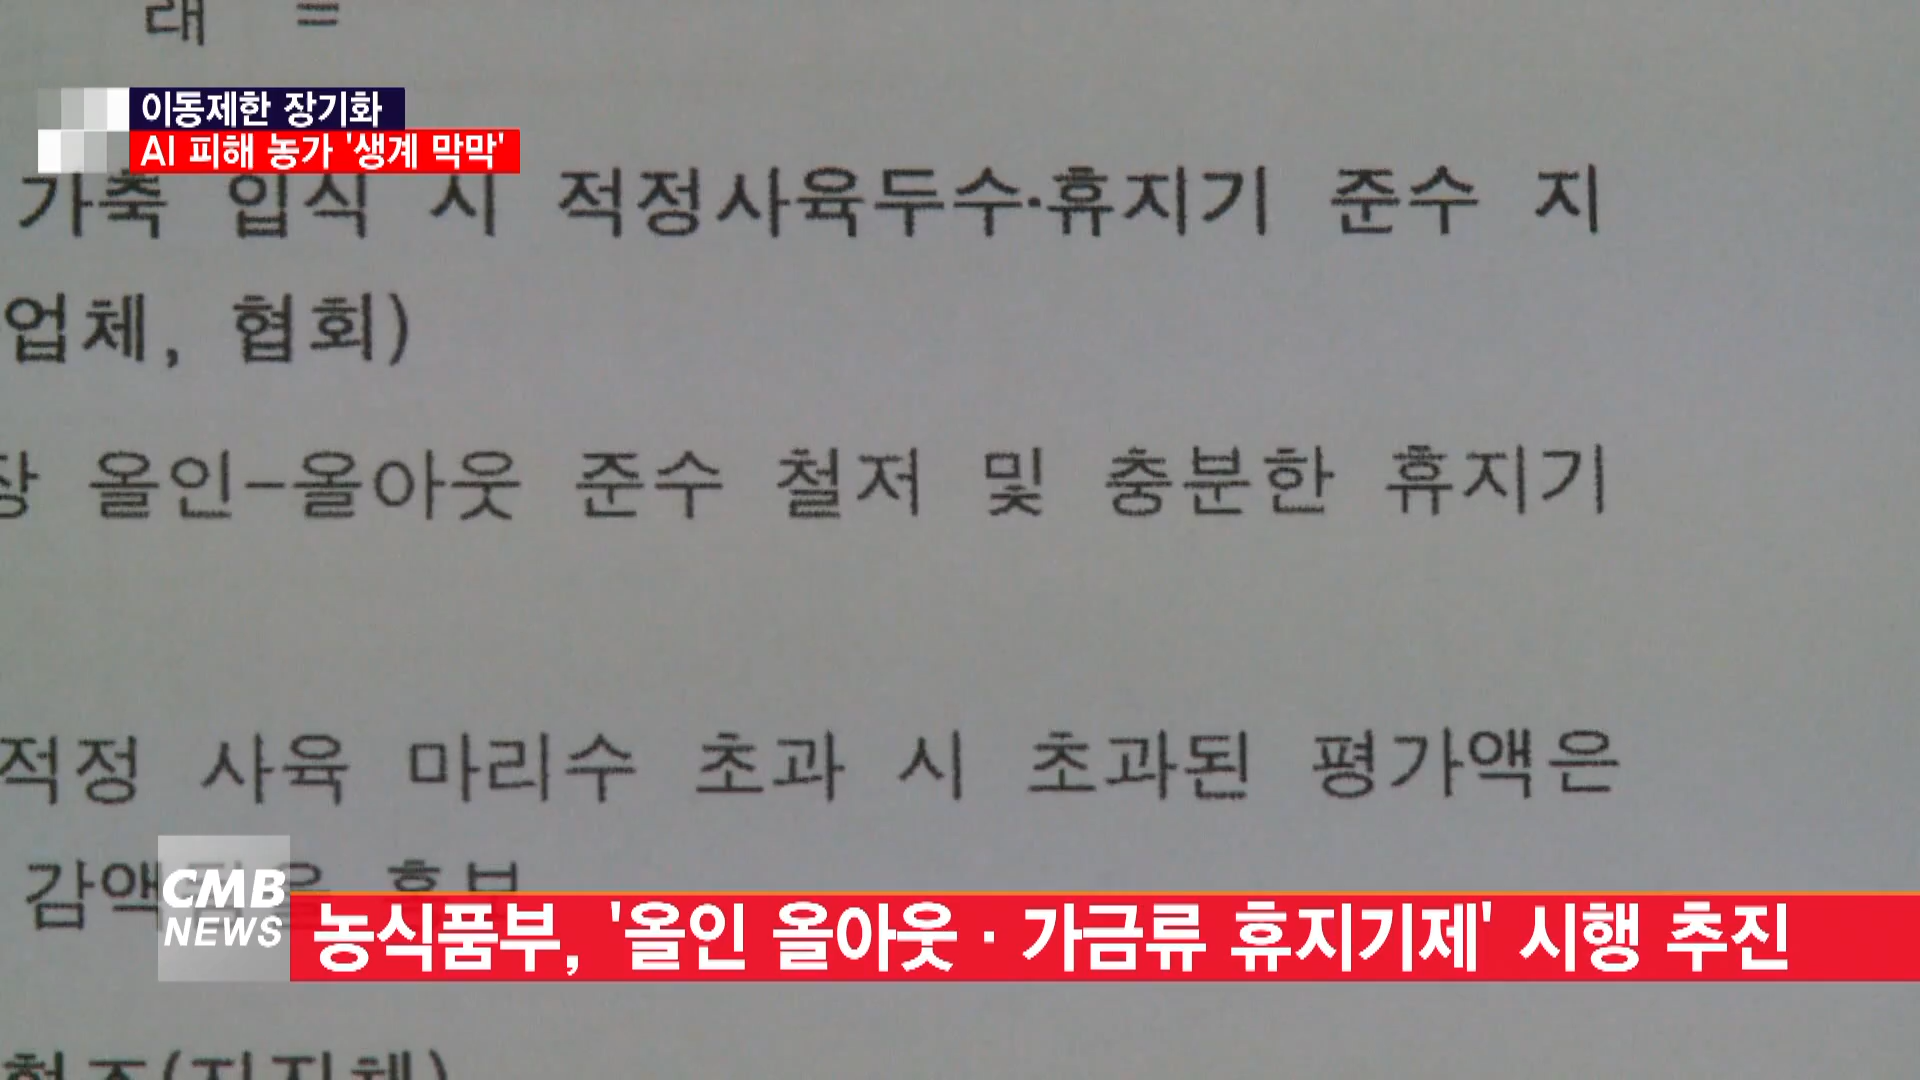 래 =
이동제한 장기화
AI 피해 농가 '생계 막막'
가축 입식 시 적정사육두수·휴지기 준수 지
업체, 협회)
장 올인-올아웃 준수 철저 및 충분한 휴지기
적정 사육 마리수 초과 시 초과된 평가액은
감액
CMB
NEWS
농식품부, '올인 올아웃 · 가금류 휴지기제' 시행 추진